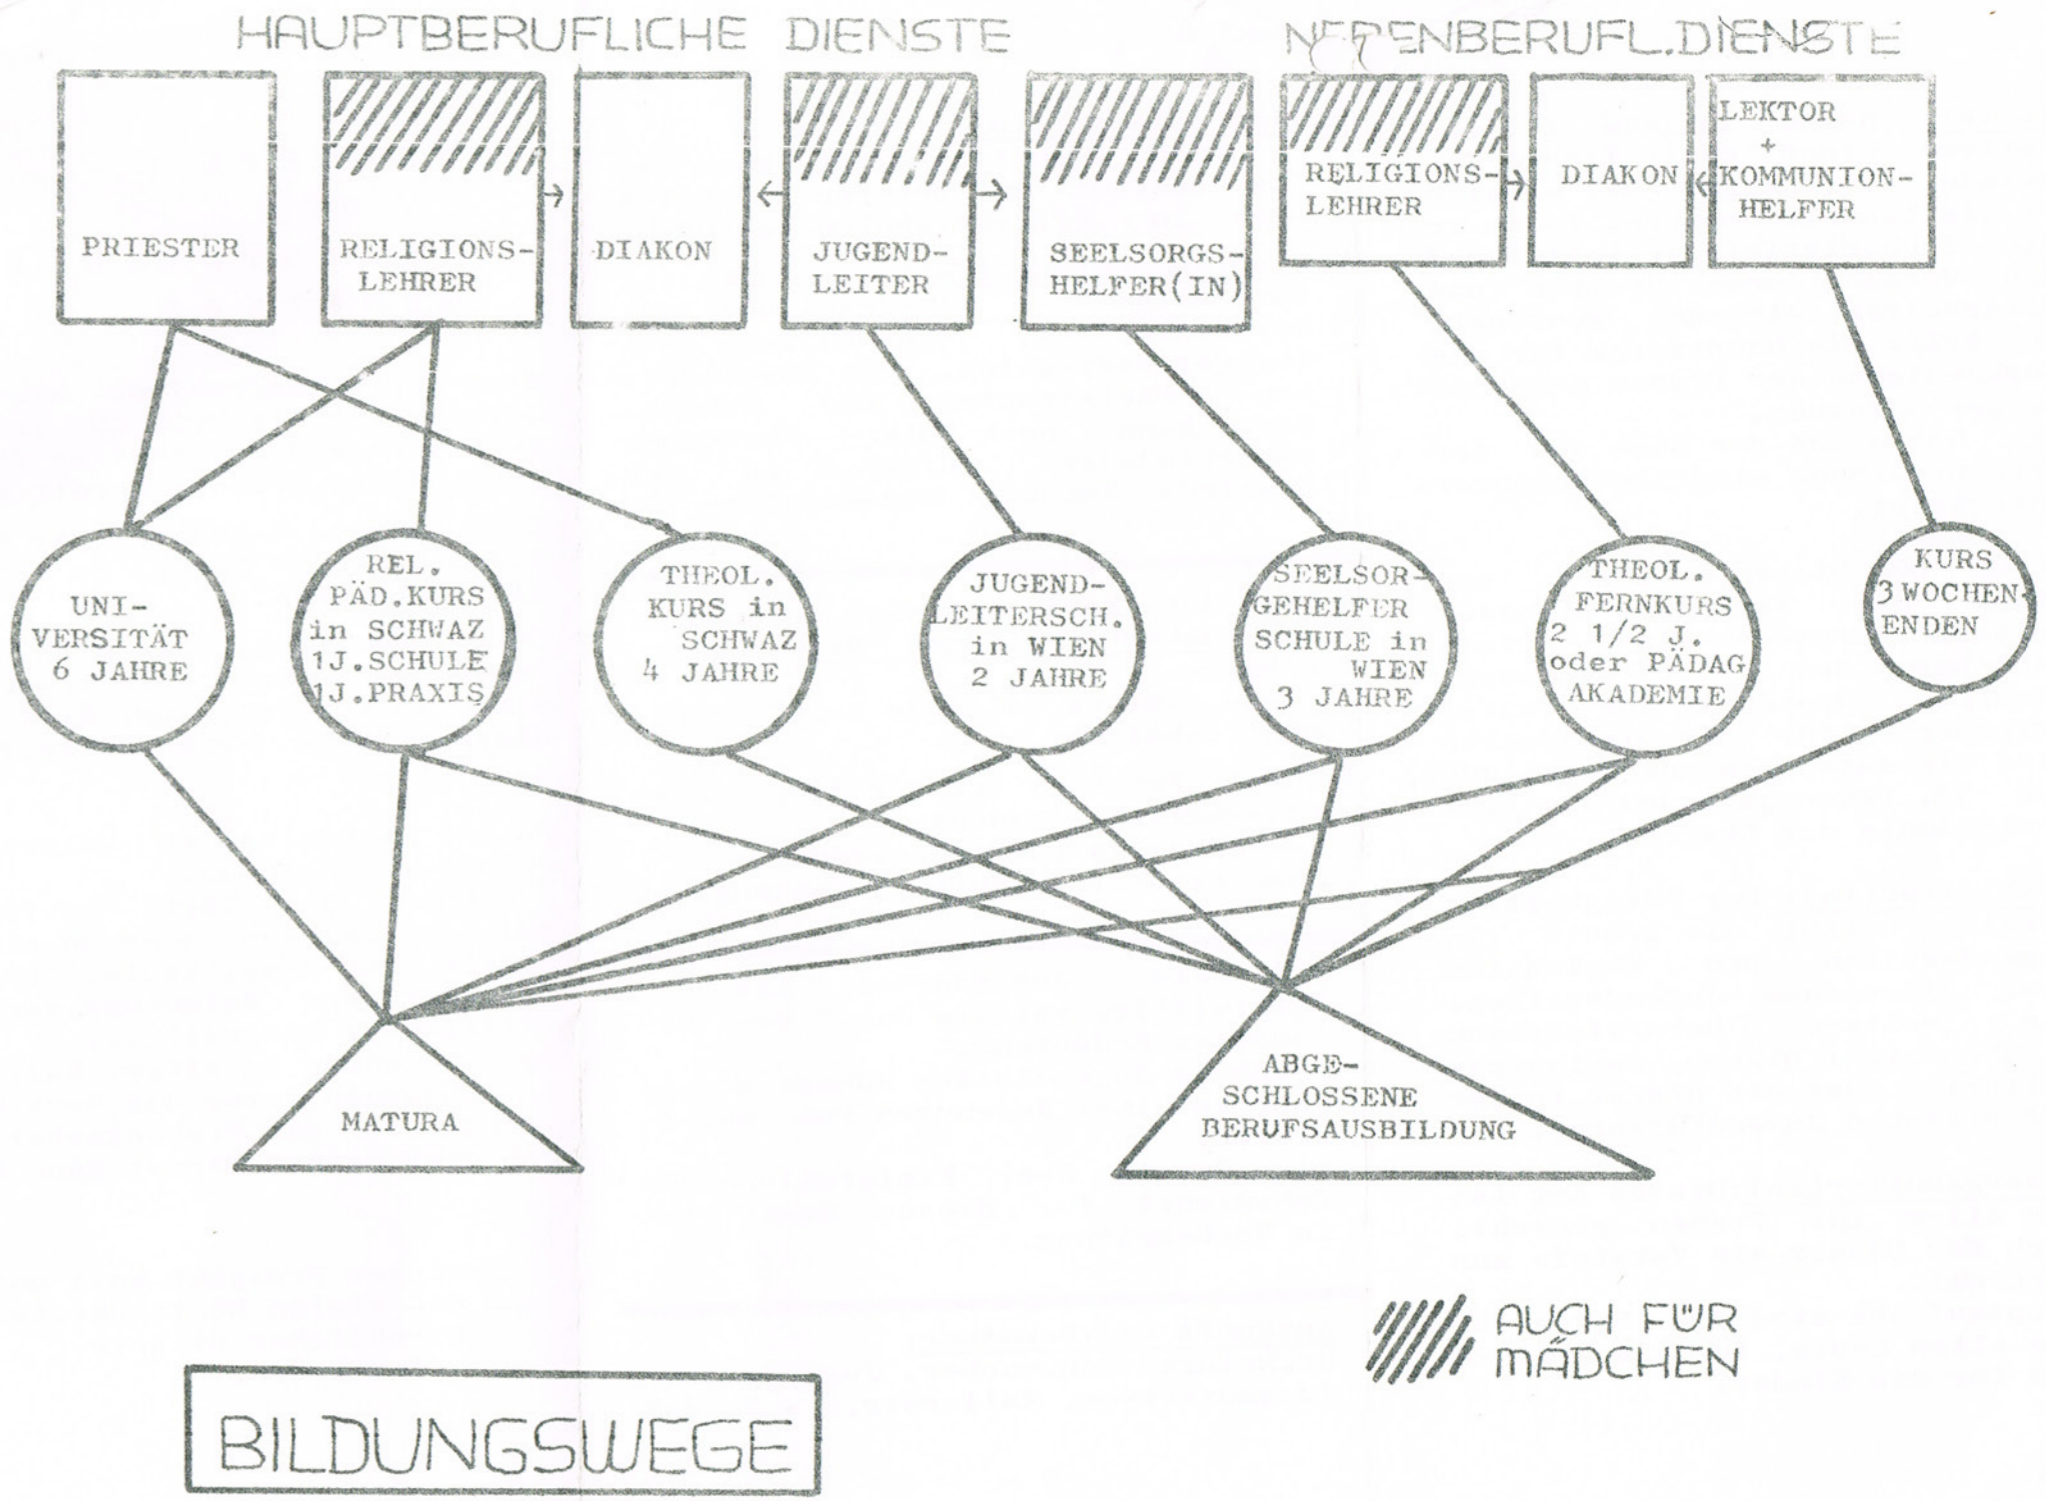 HAUPTBERUFLICHE DIENSTE
NEBENBERUFL.DIENSTE
PRIESTER
RELIGIONS-
LEHRER
DIAKON
JUGEND-
LEITER
SEELSORGS-
HELFER(IN)
RELIGIONS-
LEHRER
DIAKON
LEKTOR
+
KOMMUNION-
HELFER
UNI-
VERSITÄT
6 JAHRE
REL.
PÄD.KURS
in SCHWAZ
1J.SCHULE
1J.PRAXIS
THEOL.
KURS in
SCHWAZ
4 JAHRE
JUGEND-
LEITERSCH.
in WIEN
2 JAHRE
SEELSOR-
GEHELFER
SCHULE in
WIEN
3 JAHRE
THEOL.
FERNKURS
2 1/2 J.
oder PÄDAG
AKADEMIE
KURS
3 WOCHEN-
ENDEN
MATURA
ABGE-
SCHLOSSENE
BERUFSAUSBILDUNG
AUCH FÜR
MÄDCHEN
BILDUNGSWEGE